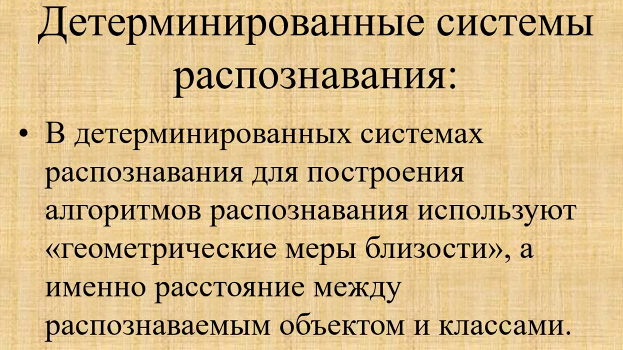 Детерминированные системы
распознавания:
• В детерминированных системах
распознавания для построения
алгоритмов распознавания используют
«геометрические меры близости», а
именно расстояние между
распознаваемым объектом и классами.